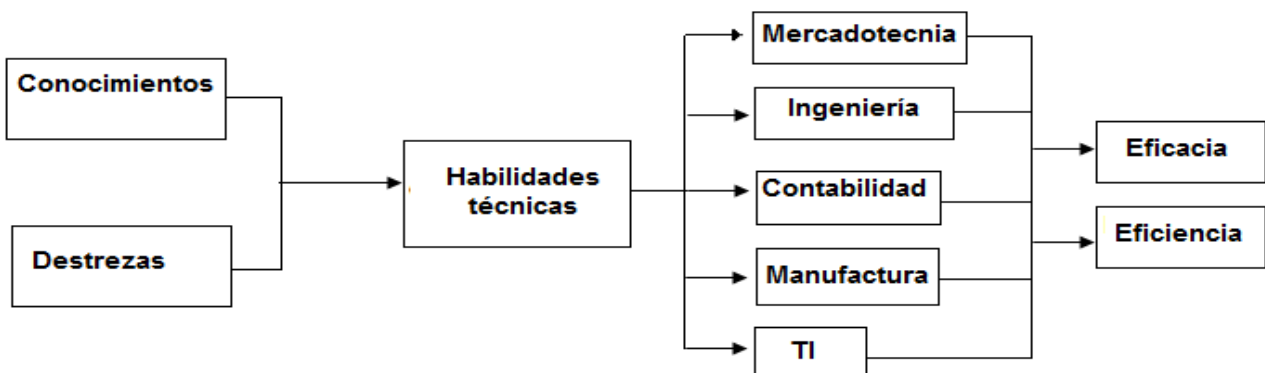 Conocimientos
Destrezas
Habilidades
técnicas
Mercadotecnia
Ingeniería
Contabilidad
Manufactura
TI
Eficacia
Eficiencia